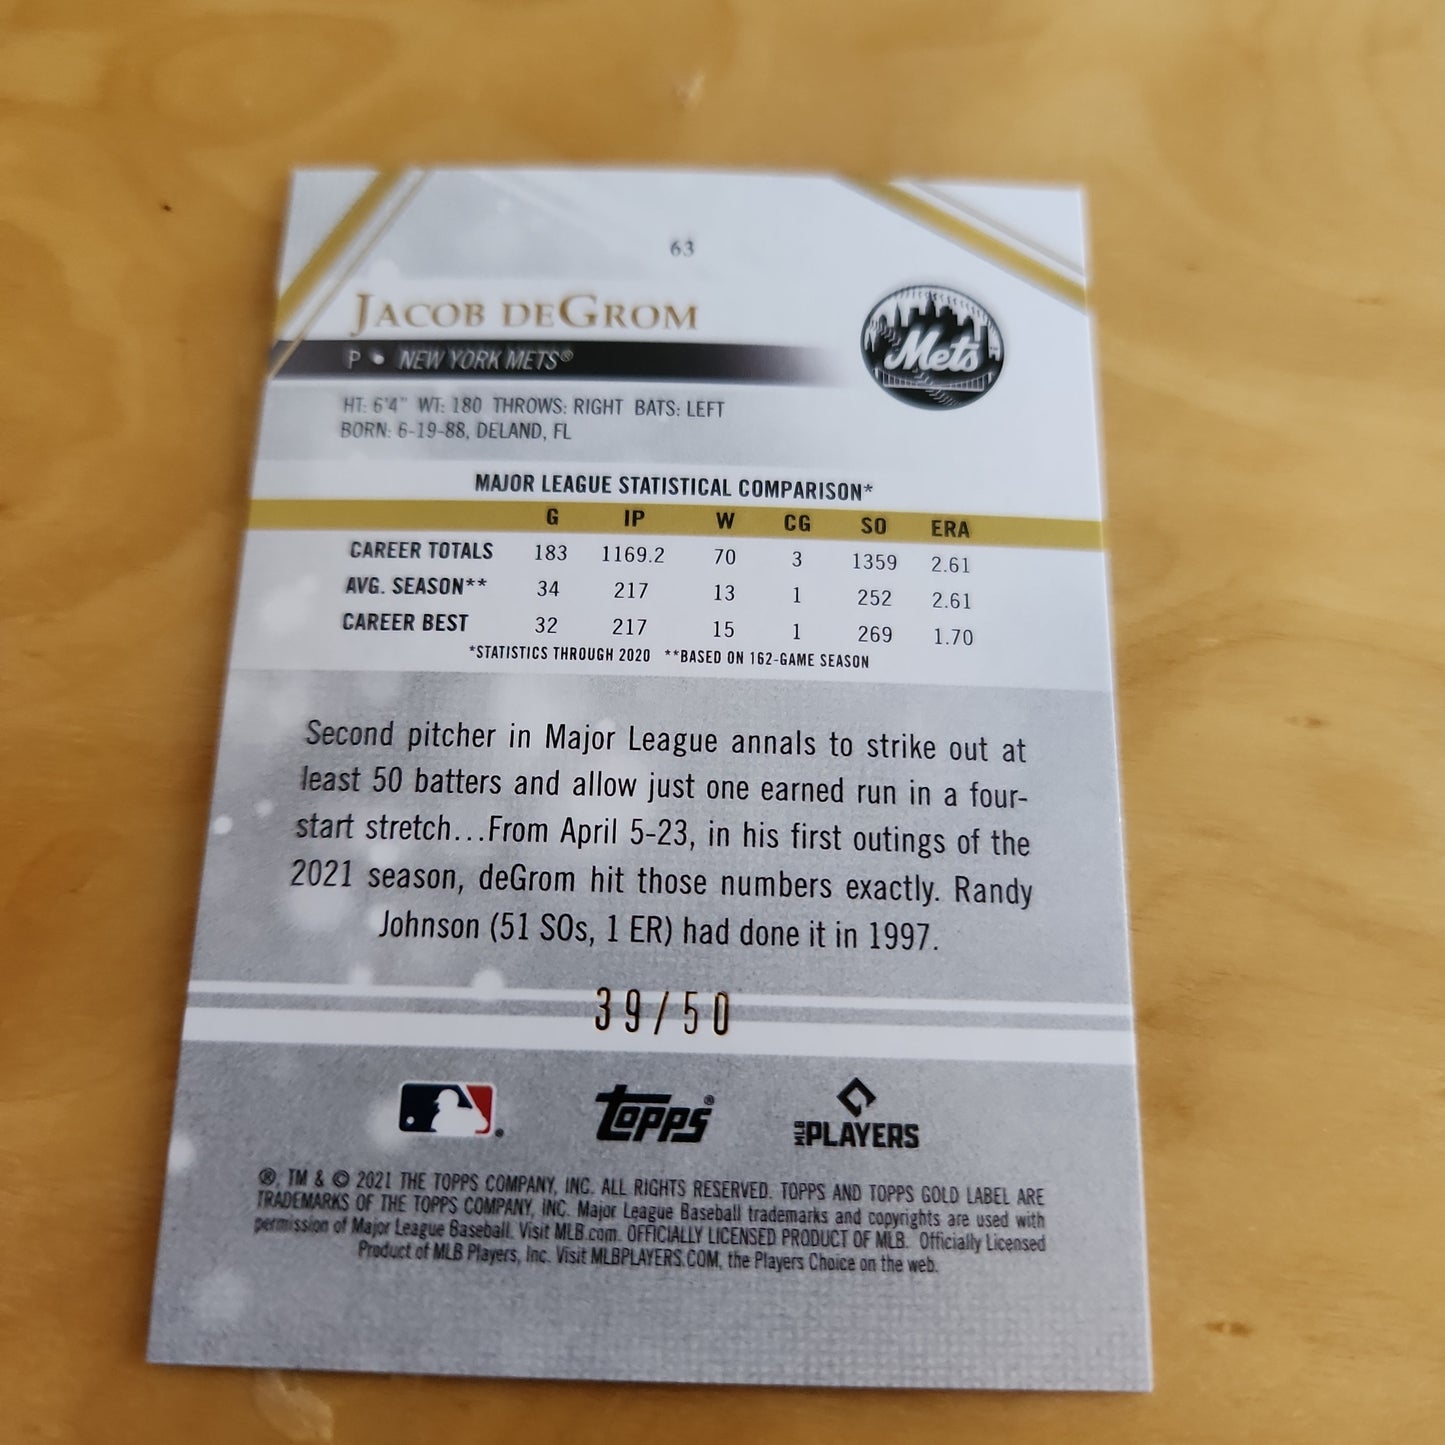 63
JACOB DEGROM
Mets
P • NEW YORK METS®
HT: 6'4" WT: 180 THROWS: RIGHT BATS: LEFT
BORN: 6-19-88, DELAND, FL
MAJOR LEAGUE STATISTICAL COMPARISON*
G IP W CG SO ERA
CAREER TOTALS 183 1169.2 70 3 1359 2.61
AVG. SEASON** 34 217 13 1 252 2.61
CAREER BEST 32 217 15 1 269 1.70
*STATISTICS THROUGH 2020 **BASED ON 162-GAME SEASON
Second pitcher in Major League annals to strike out at
least 50 batters and allow just one earned run in a four-
start stretch...From April 5-23, in his first outings of the
2021 season, deGrom hit those numbers exactly. Randy
Johnson (51 SOs, 1 ER) had done it in 1997.
39/50
topps®
MLB PLAYERS
®, TM & © 2021 THE TOPPS COMPANY, INC. ALL RIGHTS RESERVED. TOPPS AND TOPPS GOLD LABEL ARE
TRADEMARKS OF THE TOPPS COMPANY, INC. Major League Baseball trademarks and copyrights are used with
permission of Major League Baseball. Visit MLB.com. OFFICIALLY LICENSED PRODUCT OF MLB. Officially Licensed
Product of MLB Players, Inc. Visit MLBPLAYERS.COM, the Players Choice on the web.